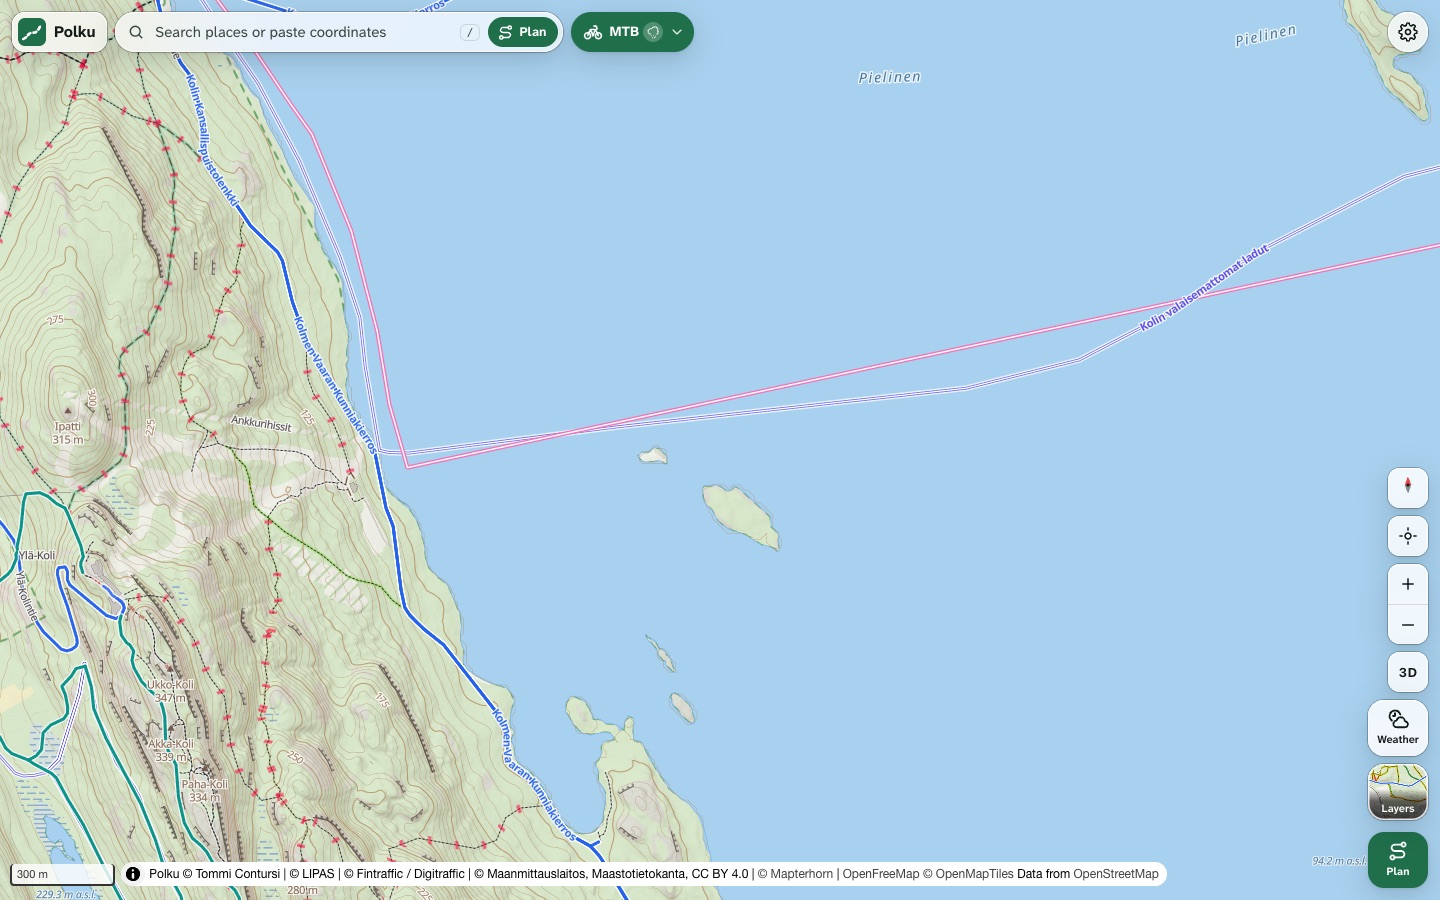 Polku
Search places or paste coordinates
/
Plan
MTB
Pielinen
Pielinen
Kolin Kansallispuistolenkki
Kolmen Vaaran Kunniakierros
Kolin valaisemattomat ladut
275
300
225
125
Ipatti
315 m
Ankkurihissit
Ylä-Koli
Ylä-Kolintie
Ukko-Koli
347 m
Akka-Koli
339 m
Paha-Koli
334 m
175
250
Kolmen Vaaran Kunniakierros
3D
Weather
Layers
94.2 m a.s.l.
Plan
300 m
Polku © Tommi Contursi | © LIPAS | © Fintraffic / Digitraffic | © Maanmittauslaitos, Maastotietokanta, CC BY 4.0 | © Mapterhorn | OpenFreeMap © OpenMapTiles Data from OpenStreetMap
229.3 m a.s.l.
280 m